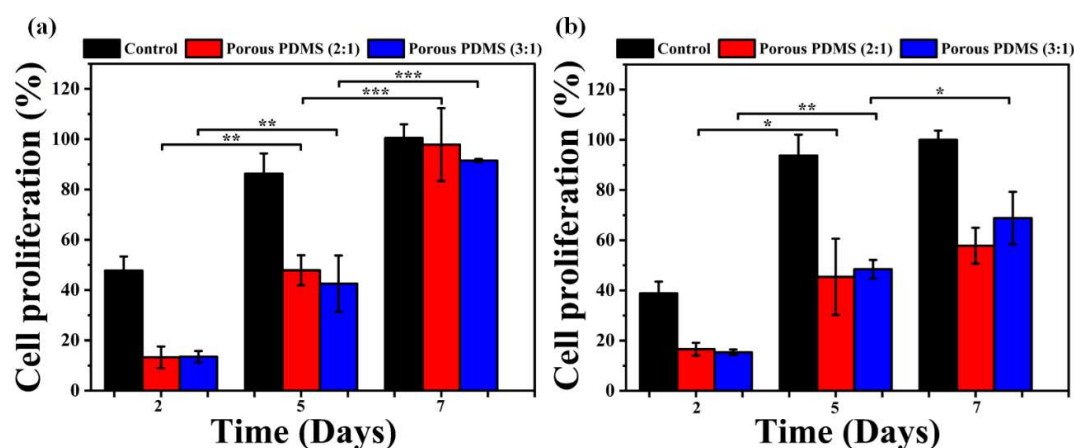 (a)
Control Porous PDMS (2:1) Porous PDMS (3:1)
Cell proliferation (%)
120
100
80
60
40
20
0
***
***
**
**
2 5 7
Time (Days)
(b)
Control Porous PDMS (2:1) Porous PDMS (3:1)
Cell proliferation (%)
120
100
80
60
40
20
0
*
**
*
2 5 7
Time (Days)